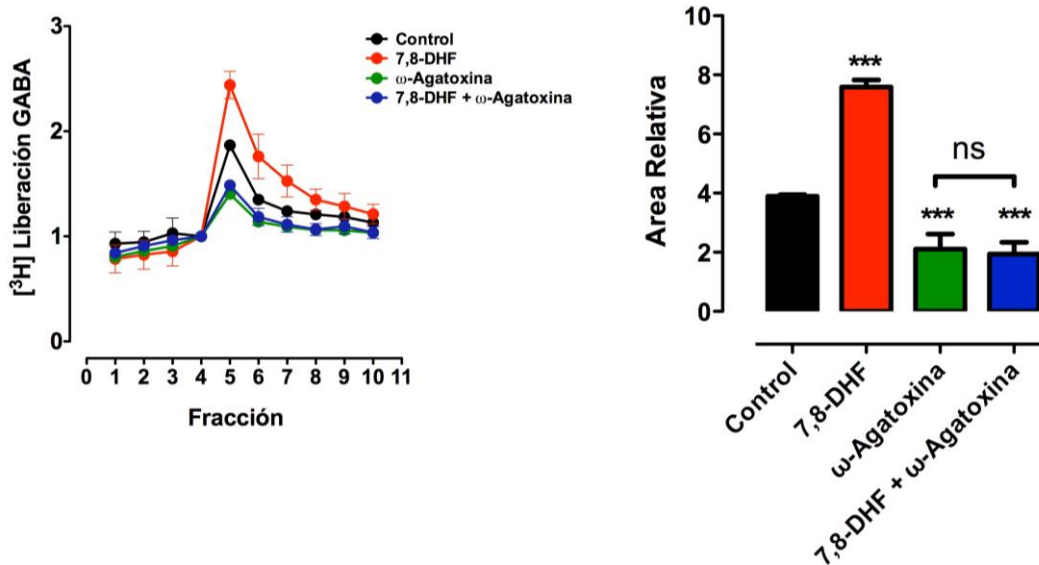 3
2
1
0
[³H] Liberación GABA
Control
7,8-DHF
ω-Agatoxina
7,8-DHF + ω-Agatoxina
0 1 2 3 4 5 6 7 8 9 10 11
Fracción
10
8
6
4
2
0
Area Relativa
***
ns
*** ***
Control
7,8-DHF
ω-Agatoxina
7,8-DHF + ω-Agatoxina